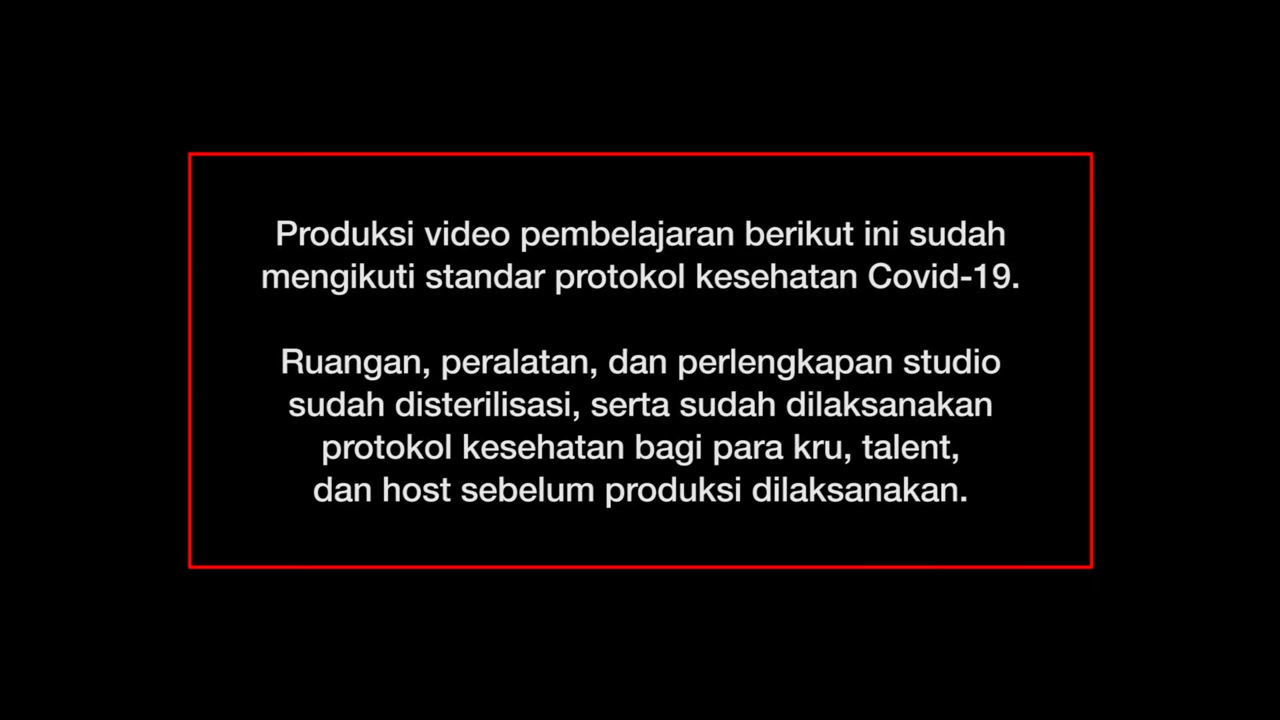 Produksi video pembelajaran berikut ini sudah
mengikuti standar protokol kesehatan Covid-19.
Ruangan, peralatan, dan perlengkapan studio
sudah disterilisasi, serta sudah dilaksanakan
protokol kesehatan bagi para kru, talent,
dan host sebelum produksi dilaksanakan.